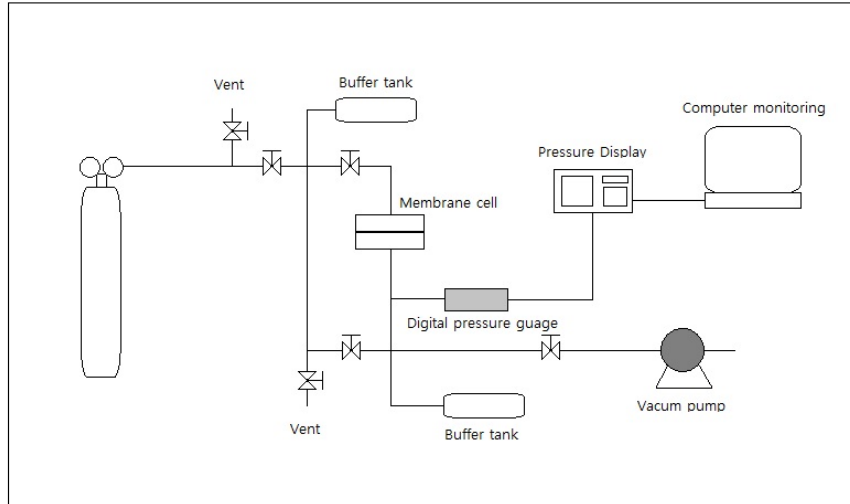 Vent
Buffer tank
Computer monitoring
Pressure Display
Membrane cell
Digital pressure guage
Vacum pump
Vent
Buffer tank